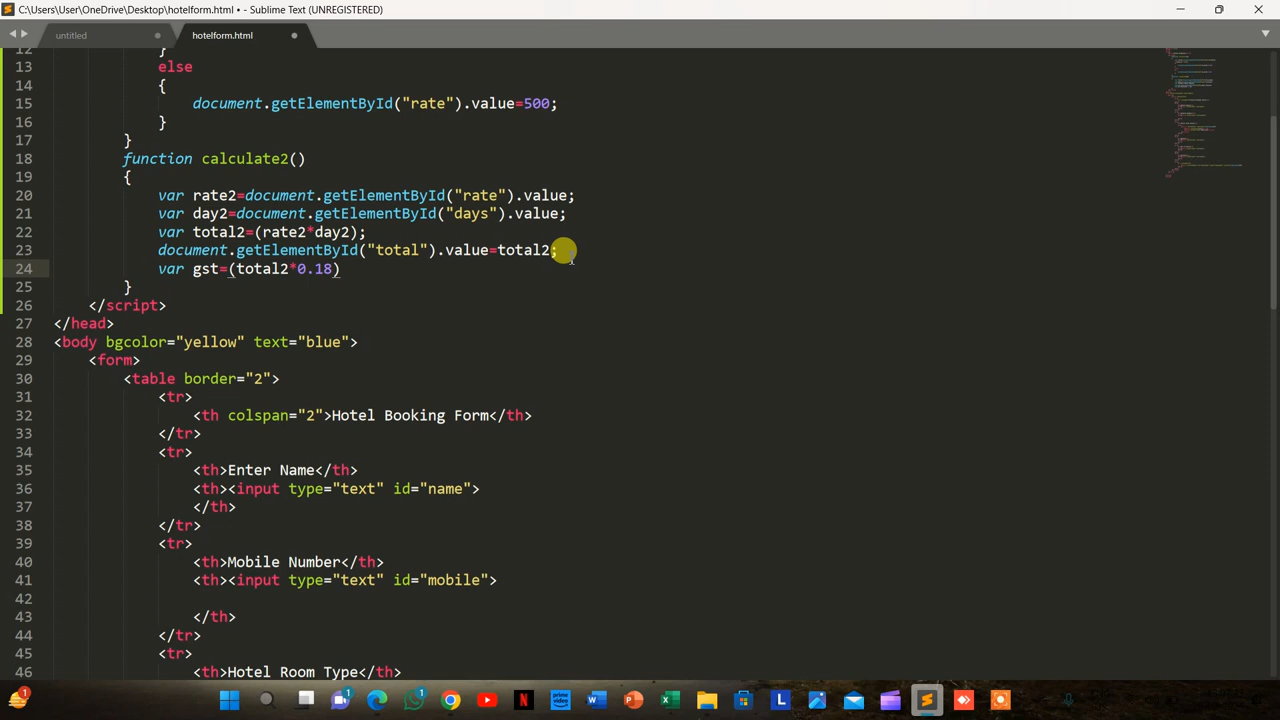 C:\Users\User\OneDrive\Desktop\hotelform.html • - Sublime Text (UNREGISTERED)
untitled
hotelform.html
12 }
13 else
14 {
15 document.getElementById("rate").value=500;
16 }
17 }
18 function calculate2()
19 {
20 var rate2=document.getElementById("rate").value;
21 var day2=document.getElementById("days").value;
22 var total2=(rate2*day2);
23 document.getElementById("total").value=total2;
24 var gst=(total2*0.18)
25 }
26 </script>
27 </head>
28 <body bgcolor="yellow" text="blue">
29 <form>
30 <table border="2">
31 <tr>
32 <th colspan="2">Hotel Booking Form</th>
33 </tr>
34 <tr>
35 <th>Enter Name</th>
36 <th><input type="text" id="name">
37 </th>
38 </tr>
39 <tr>
40 <th>Mobile Number</th>
41 <th><input type="text" id="mobile">
42
43 </th>
44 </tr>
45 <tr>
46 <th>Hotel Room Type</th>